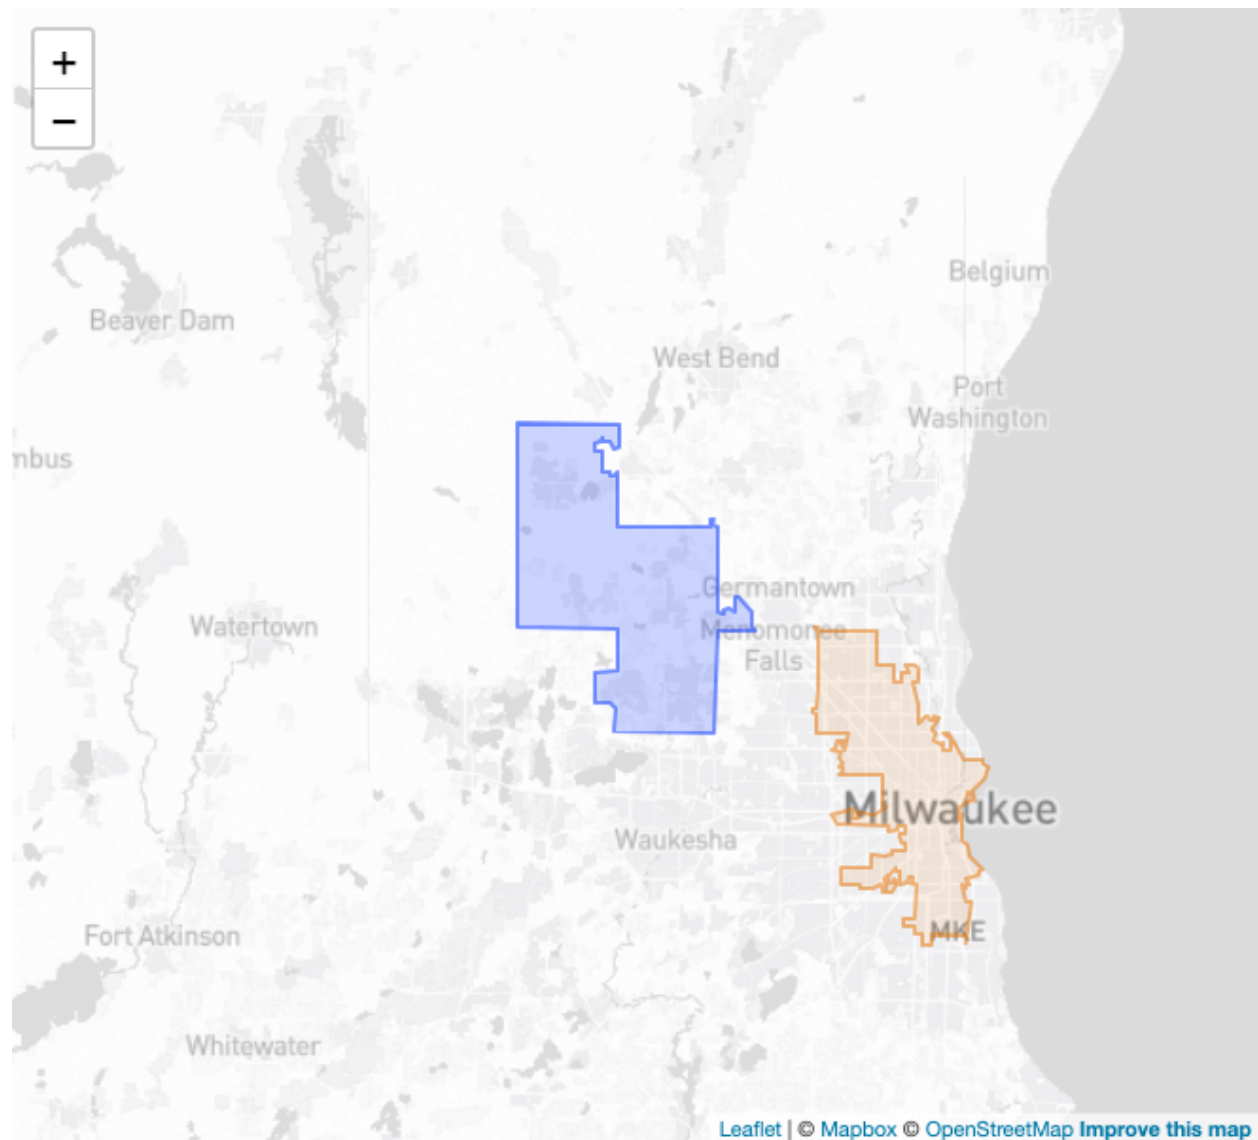 +
−
Belgium
Beaver Dam
West Bend
Port
Washington
mbus
Germantown
Watertown
Menomonee
Falls
Milwaukee
Waukesha
MKE
Fort Atkinson
Whitewater
Leaflet | © Mapbox © OpenStreetMap Improve this map